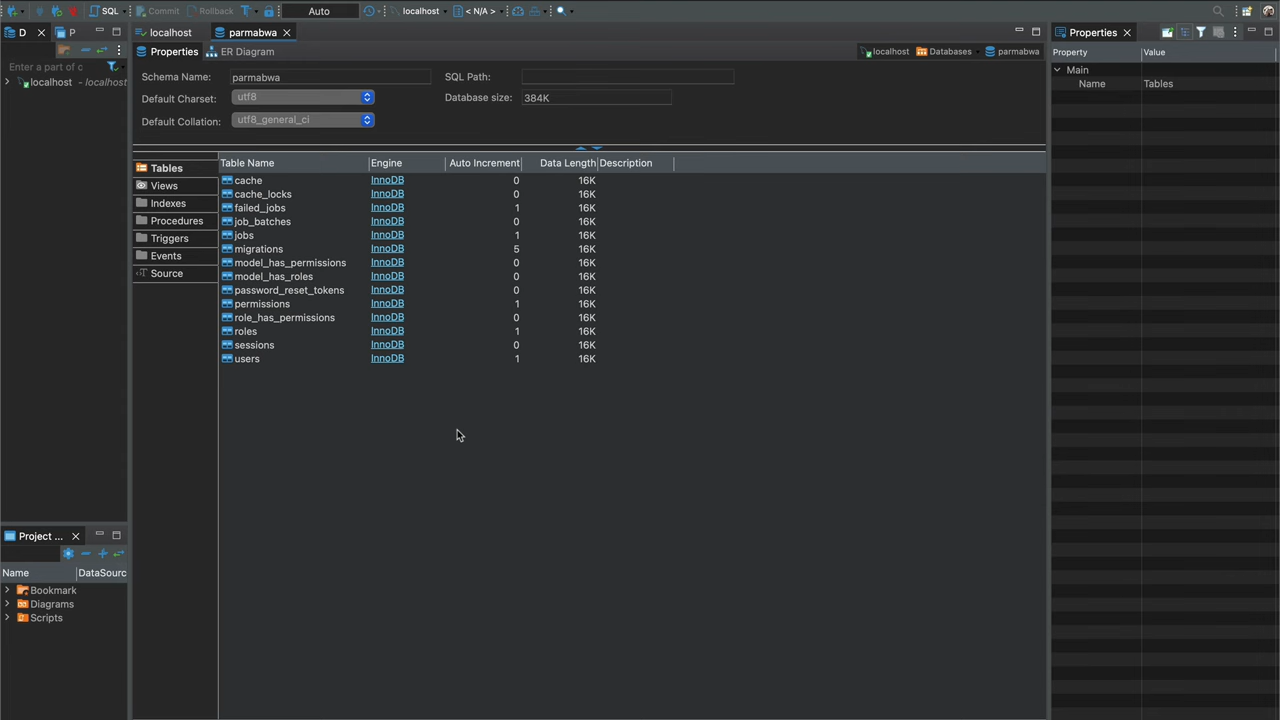 SQL Commit Rollback T Auto localhost < N/A >
D P localhost parmabwa Properties
Properties ER Diagram localhost Databases parmabwa Property Value
Enter a part of c
localhost - localhost
Main
Name Tables
Schema Name: parmabwa SQL Path:
Default Charset: utf8 Database size: 384K
Default Collation: utf8_general_ci
Tables
Views
Indexes
Procedures
Triggers
Events
Source
Table Name Engine Auto Increment Data Length Description
cache InnoDB 0 16K
cache_locks InnoDB 0 16K
failed_jobs InnoDB 1 16K
job_batches InnoDB 0 16K
jobs InnoDB 1 16K
migrations InnoDB 5 16K
model_has_permissions InnoDB 0 16K
model_has_roles InnoDB 0 16K
password_reset_tokens InnoDB 0 16K
permissions InnoDB 1 16K
role_has_permissions InnoDB 0 16K
roles InnoDB 1 16K
sessions InnoDB 0 16K
users InnoDB 1 16K
Project ...
Name DataSourc
Bookmark
Diagrams
Scripts